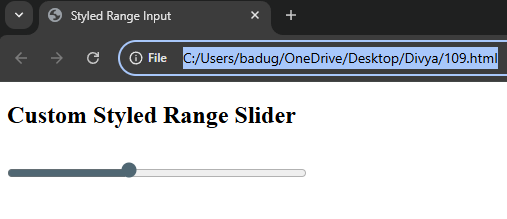 Styled Range Input
File C:/Users/badug/OneDrive/Desktop/Divya/109.html
Custom Styled Range Slider